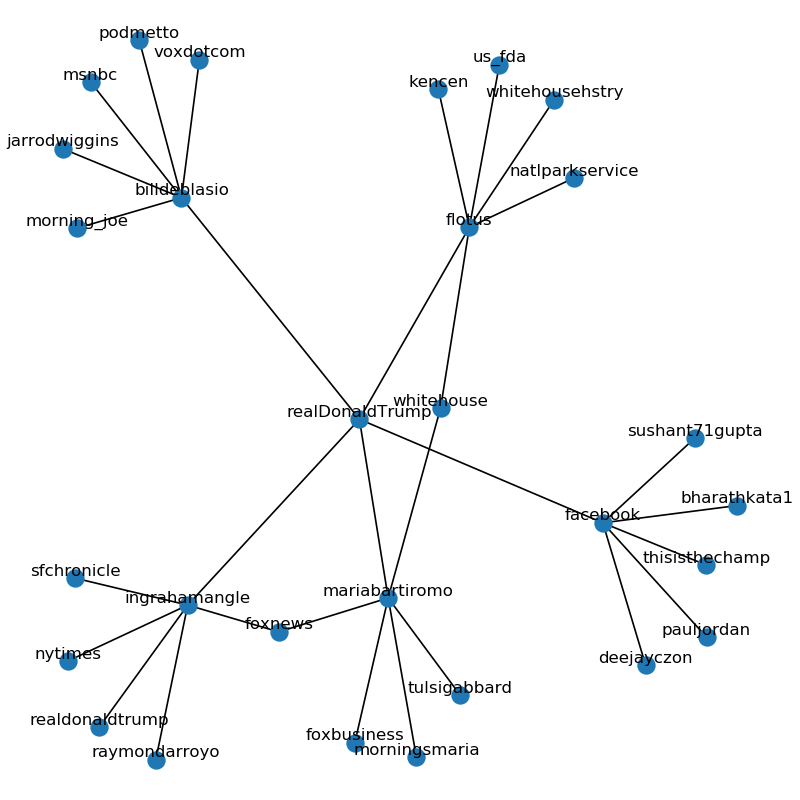 podmetto
voxdotcom
us_fda
msnbc
kencen
whitehousehstry
jarrodwiggins
natlparkservice
billdeblasio
morning_joe
flotus
whitehouse
realDonaldTrump
sushant71gupta
bharathkata1
facebook
thisisthechamp
sfchronicle
mariabartiromo
ingrahamangle
foxnews
pauljordan
nytimes
deejayczon
tulsigabbard
realdonaldtrump
foxbusiness
raymondarroyo
morningsmaria